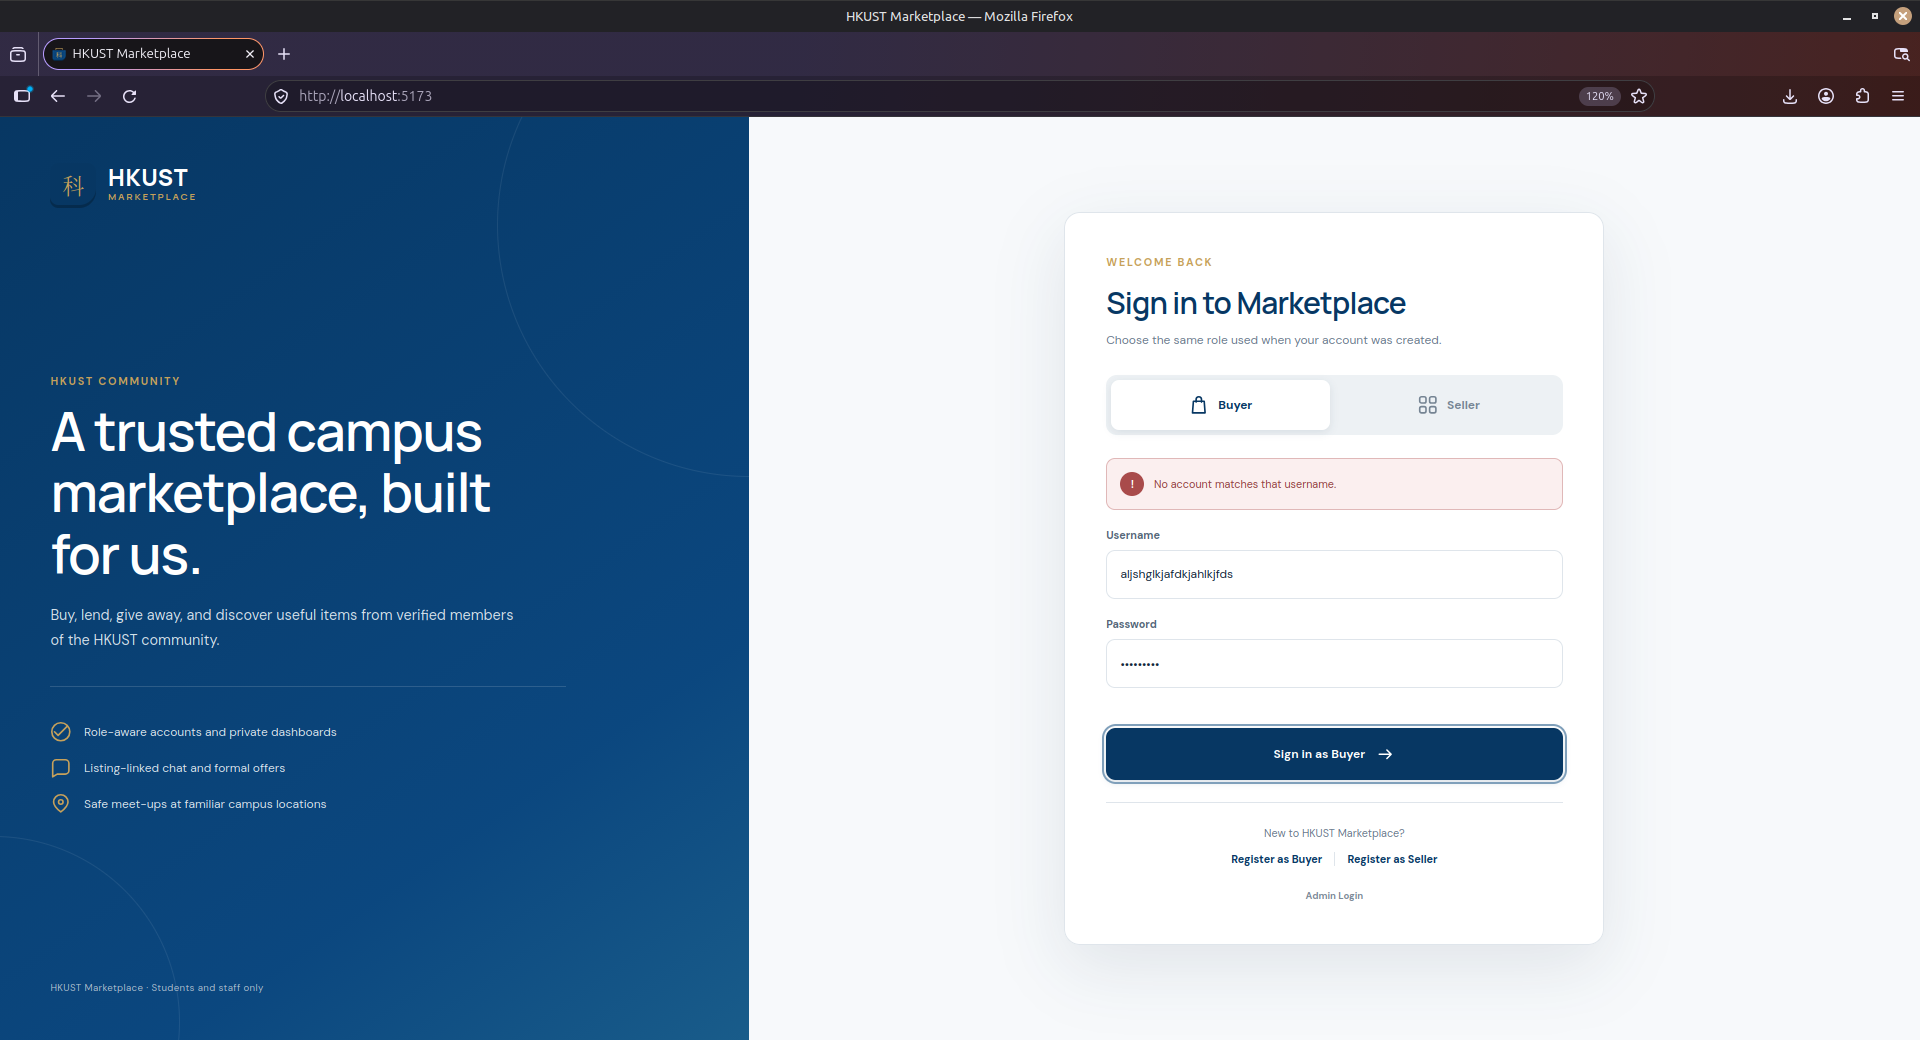 HKUST Marketplace — Mozilla Firefox
HKUST Marketplace
http://localhost:5173
120%
科
HKUST
MARKETPLACE
HKUST COMMUNITY
A trusted campus
marketplace, built
for us.
Buy, lend, give away, and discover useful items from verified members
of the HKUST community.
Role-aware accounts and private dashboards
Listing-linked chat and formal offers
Safe meet-ups at familiar campus locations
HKUST Marketplace · Students and staff only
WELCOME BACK
Sign in to Marketplace
Choose the same role used when your account was created.
Buyer
Seller
! No account matches that username.
Username
aljshglkjafdkjahlkjfds
Password
•••••••••
Sign in as Buyer →
New to HKUST Marketplace?
Register as Buyer
Register as Seller
Admin Login